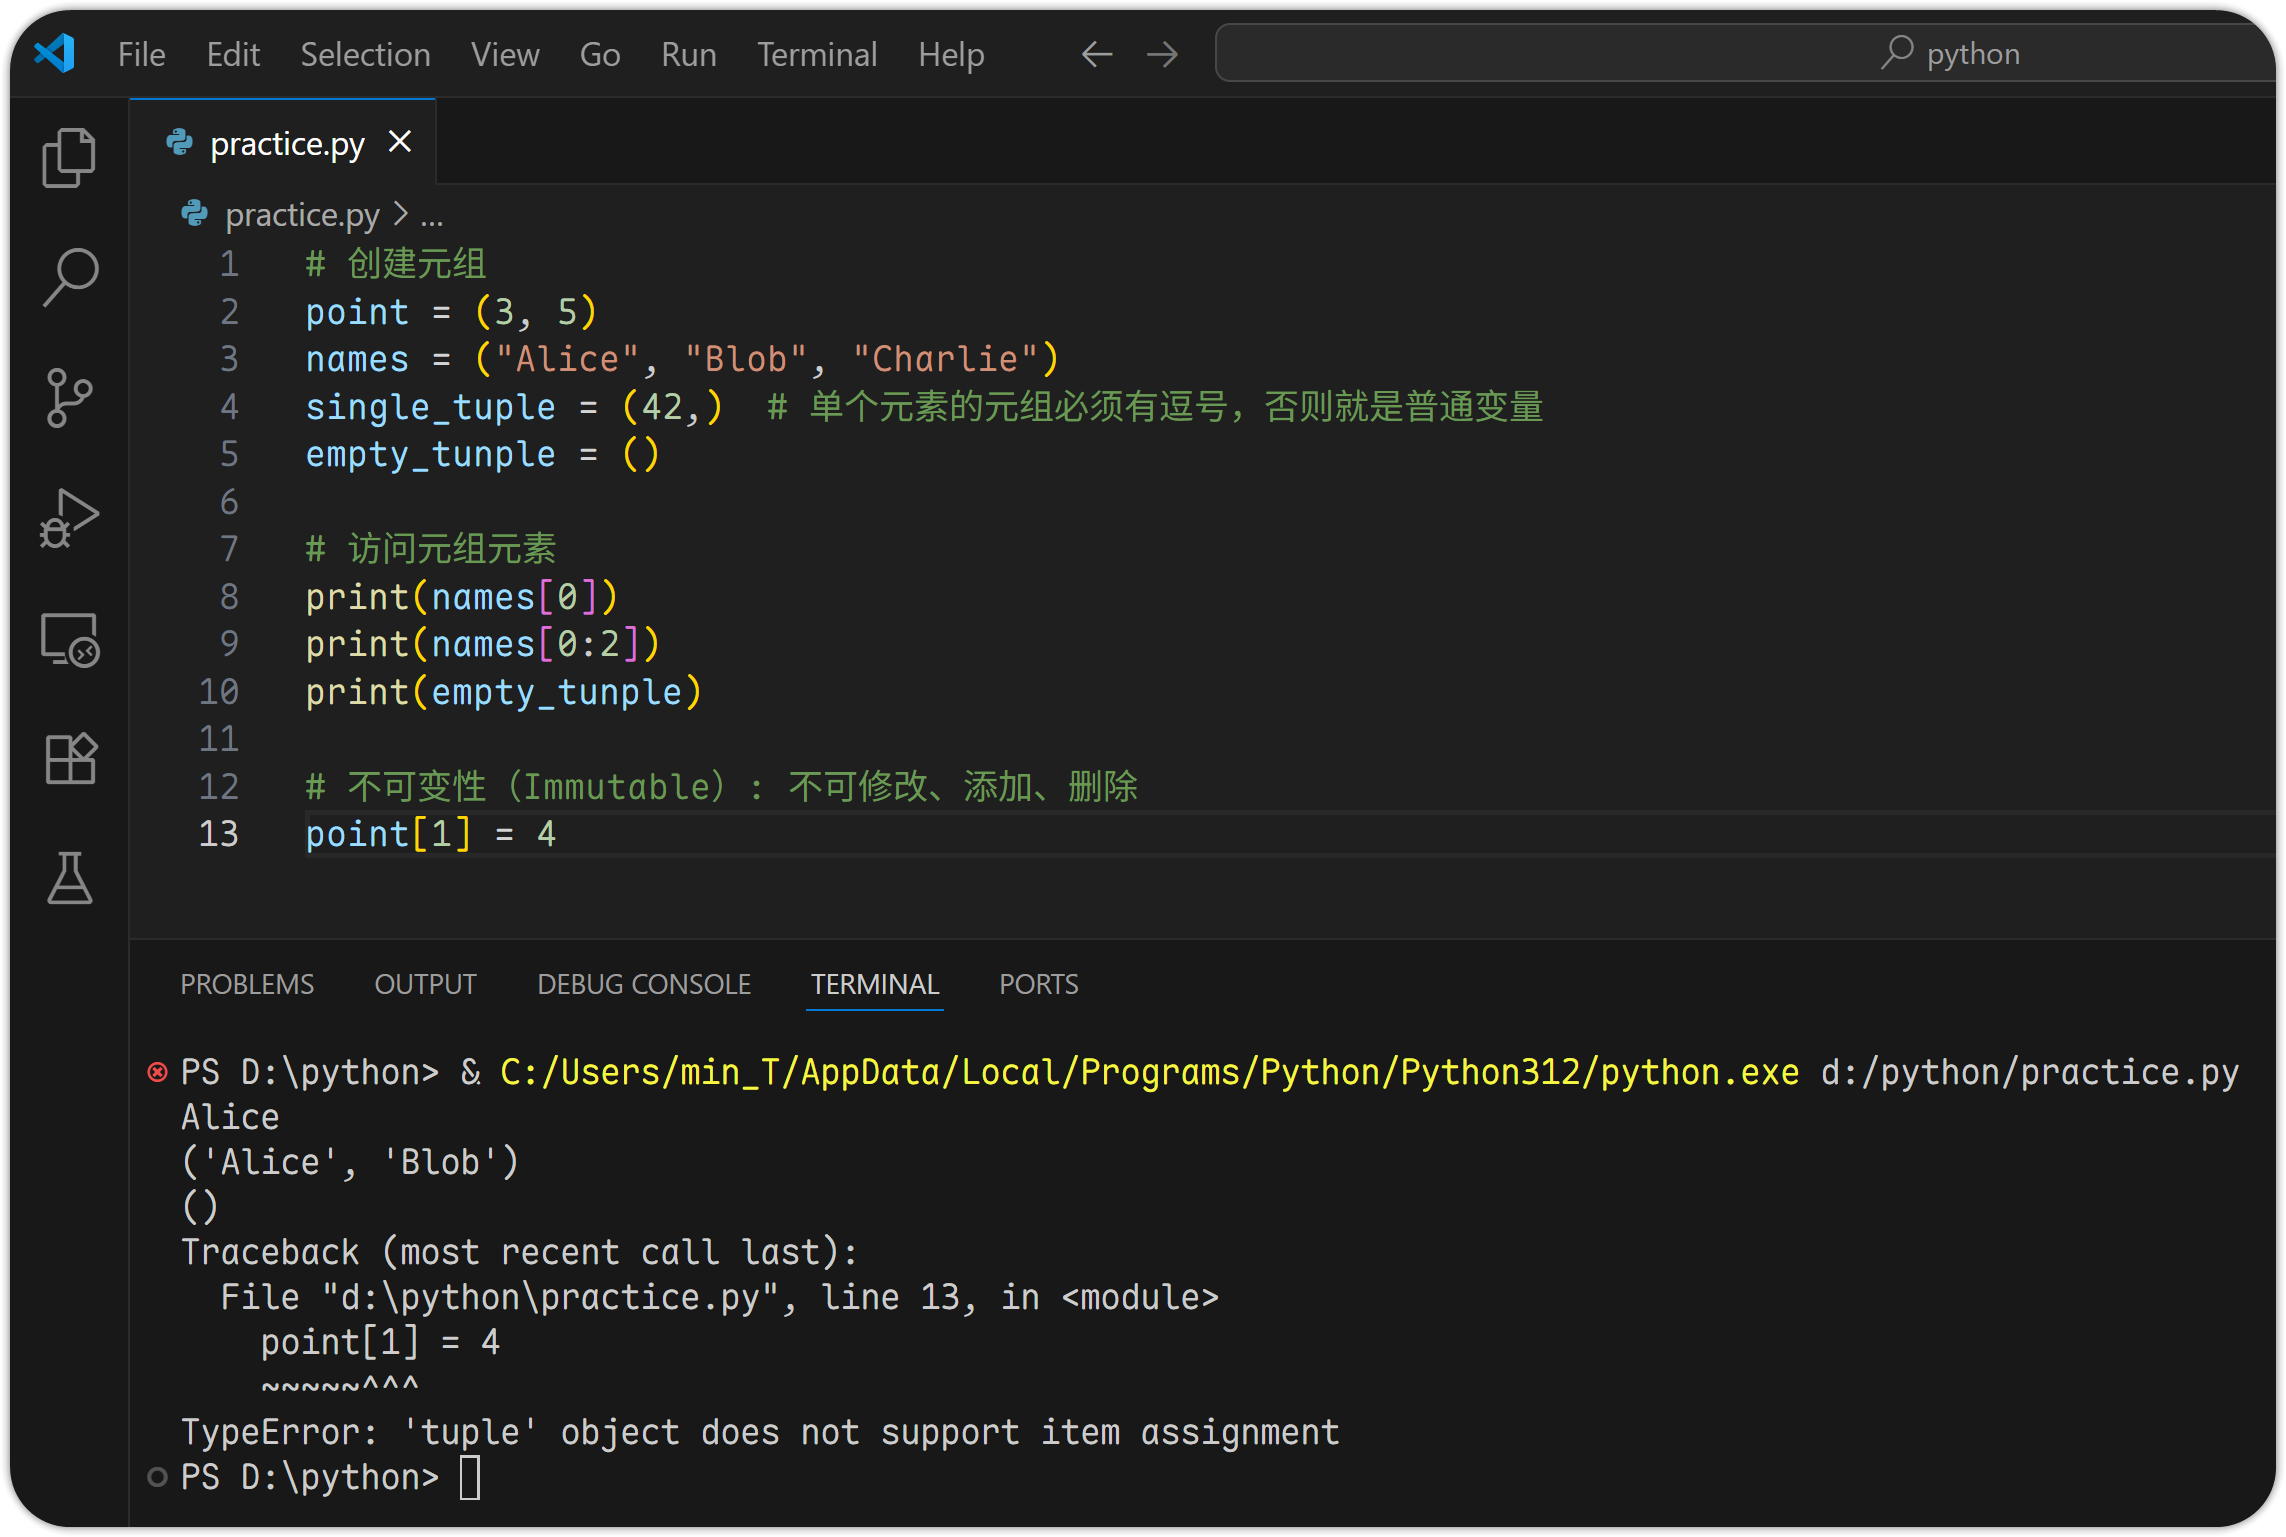 File Edit Selection View Go Run Terminal Help python
practice.py
practice.py > ...
1 # 创建元组
2 point = (3, 5)
3 names = ("Alice", "Blob", "Charlie")
4 single_tuple = (42,)  # 单个元素的元组必须有逗号，否则就是普通变量
5 empty_tunple = ()
6
7 # 访问元组元素
8 print(names[0])
9 print(names[0:2])
10 print(empty_tunple)
11
12 # 不可变性（Immutable）: 不可修改、添加、删除
13 point[1] = 4
PROBLEMS OUTPUT DEBUG CONSOLE TERMINAL PORTS
PS D:\python> & C:/Users/min_T/AppData/Local/Programs/Python/Python312/python.exe d:/python/practice.py
Alice
('Alice', 'Blob')
()
Traceback (most recent call last):
  File "d:\python\practice.py", line 13, in <module>
    point[1] = 4
    ~~~~~^^^
TypeError: 'tuple' object does not support item assignment
PS D:\python>